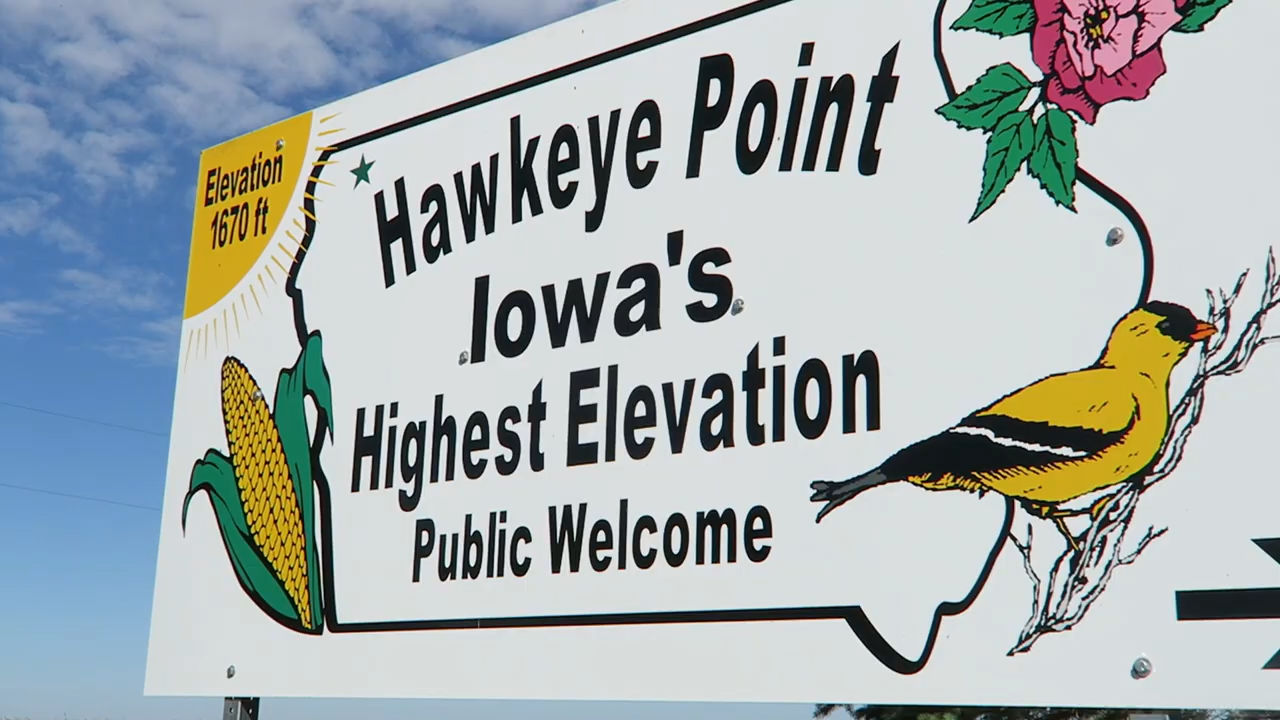 Elevation
1670 ft
Hawkeye Point
Iowa's
Highest Elevation
Public Welcome